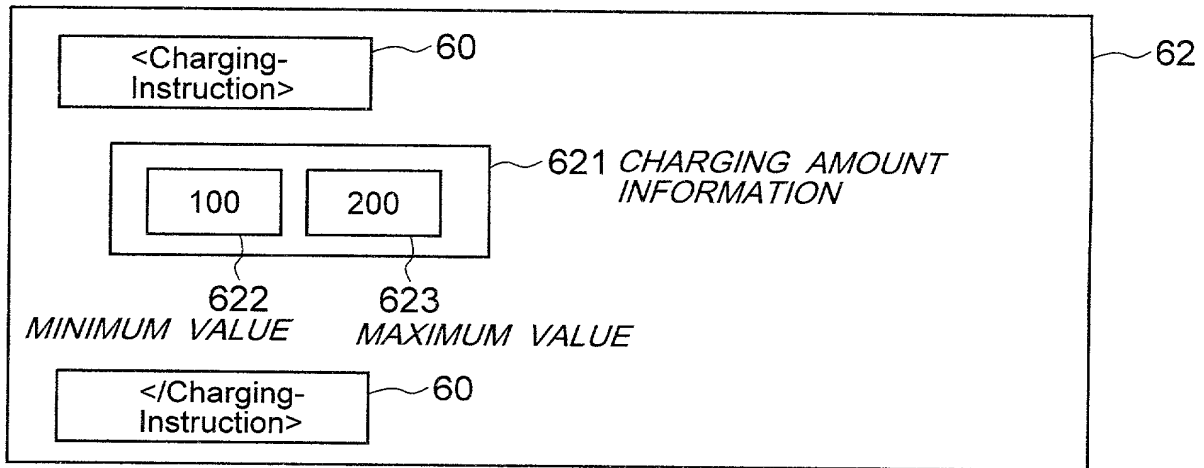 <Charging-
Instruction>
60
62
621 CHARGING AMOUNT
INFORMATION
100 200
622 623
MINIMUM VALUE MAXIMUM VALUE
</Charging-
Instruction>
60